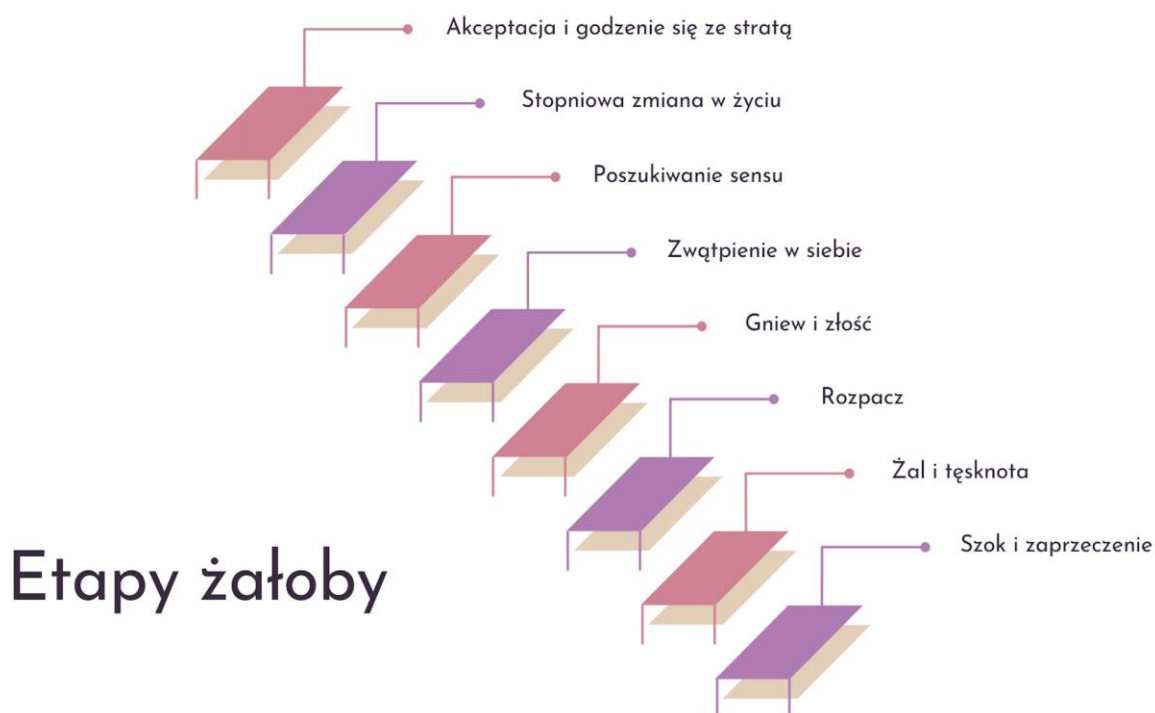 Akceptacja i godzenie się ze stratą
Stopniowa zmiana w życiu
Poszukiwanie sensu
Zwątpienie w siebie
Gniew i złość
Rozpacz
Żal i tęsknota
Szok i zaprzeczenie
Etapy żałoby